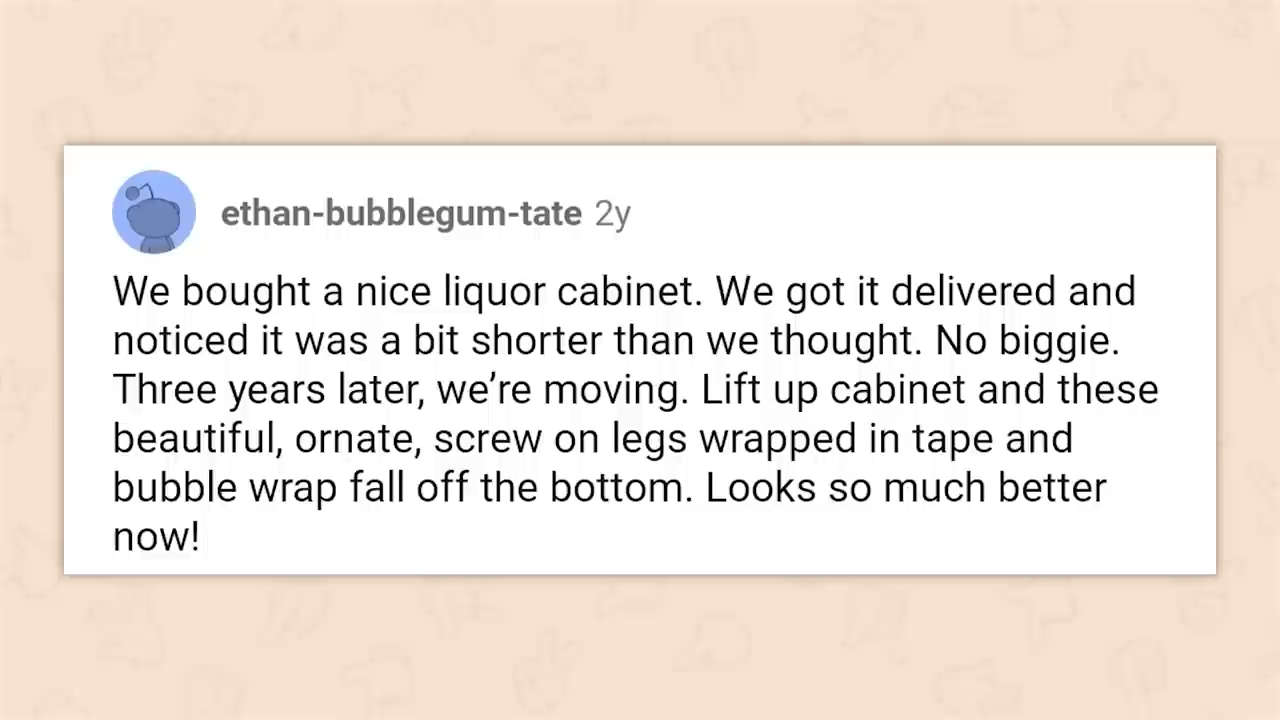 ethan-bubblegum-tate 2y
We bought a nice liquor cabinet. We got it delivered and
noticed it was a bit shorter than we thought. No biggie.
Three years later, we’re moving. Lift up cabinet and these
beautiful, ornate, screw on legs wrapped in tape and
bubble wrap fall off the bottom. Looks so much better
now!